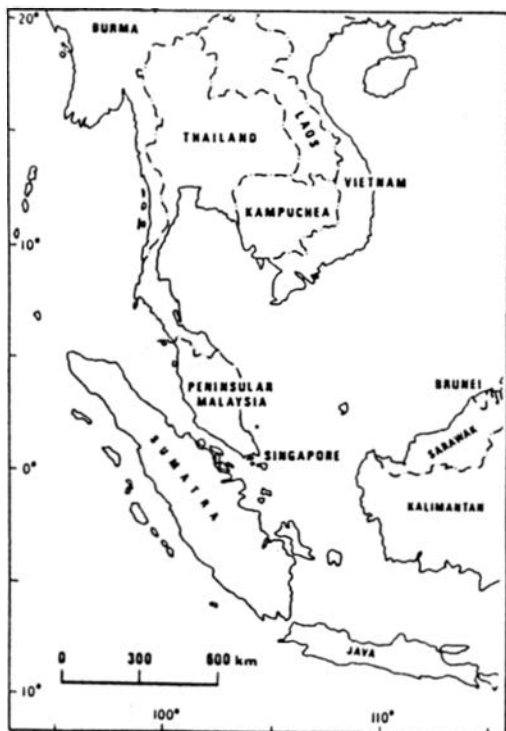 20°
BURMA
THAILAND
LAOS
VIETNAM
KAMPUCHEA
10°
PENINSULAR
MALAYSIA
BRUNEI
SARAWAK
SINGAPORE
SUMATRA
0°
KALIMANTAN
JAVA
0 300 600 km
10°
100° 110°